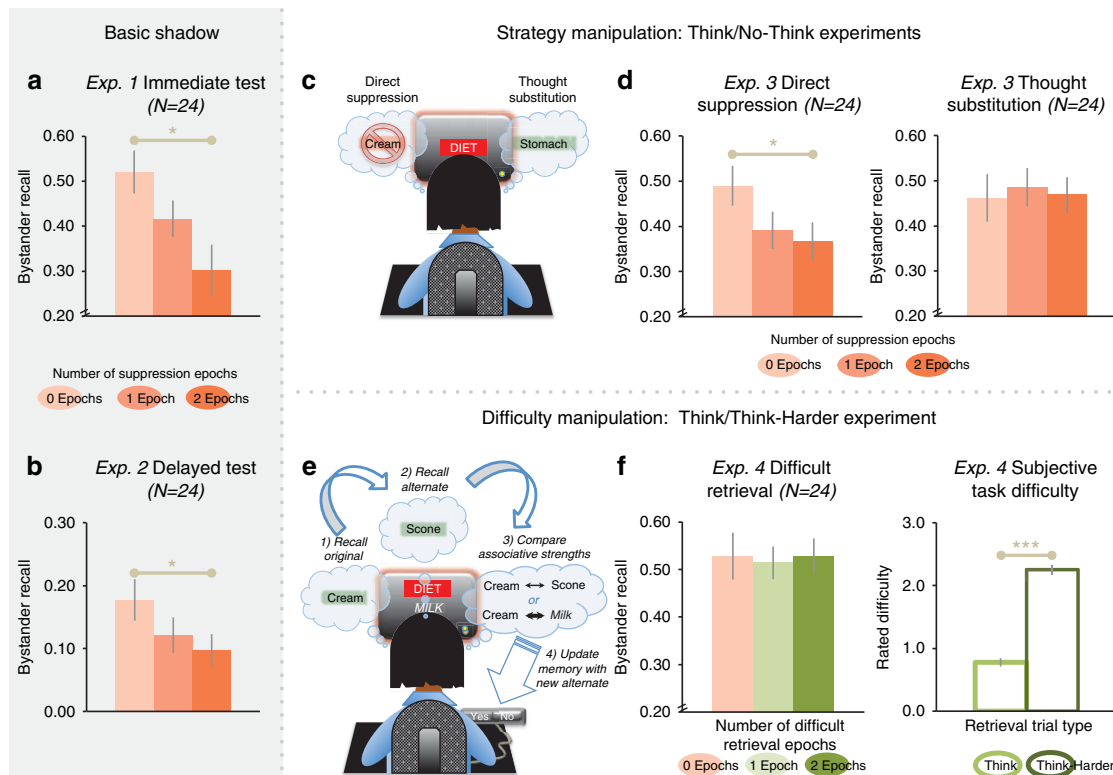 Basic shadow
Strategy manipulation: Think/No-Think experiments
a
Exp. 1 Immediate test
(N=24)
0.60
0.50
0.40
0.30
0.20
Bystander recall
*
Number of suppression epochs
0 Epochs
1 Epoch
2 Epochs
b
Exp. 2 Delayed test
(N=24)
0.30
0.20
0.10
0.00
Bystander recall
*
c
Direct
suppression
Thought
substitution
Cream
DIET
Stomach
d
Exp. 3 Direct
suppression (N=24)
0.60
0.50
0.40
0.30
0.20
Bystander recall
*
Exp. 3 Thought
substitution (N=24)
0.60
0.50
0.40
0.30
0.20
Bystander recall
Number of suppression epochs
0 Epochs
1 Epoch
2 Epochs
Difficulty manipulation: Think/Think-Harder experiment
e
2) Recall
alternate
Scone
1) Recall
original
3) Compare
associative strengths
Cream
DIET
MILK
Cream
Scone
or
Cream
Milk
4) Update
memory with
new alternate
Yes
No
f
Exp. 4 Difficult
retrieval (N=24)
0.60
0.50
0.40
0.30
0.20
Bystander recall
Number of difficult
retrieval epochs
0 Epochs
1 Epoch
2 Epochs
Exp. 4 Subjective
task difficulty
3.0
2.0
1.0
0.0
Rated difficulty
***
Retrieval trial type
Think
Think-Harder